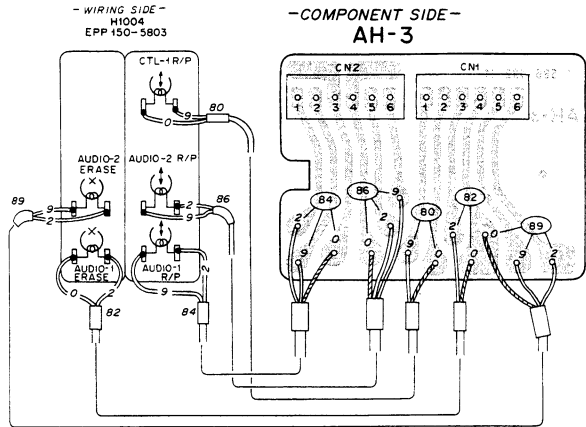 - WIRING SIDE -
H1004
EPP 150-5803
-COMPONENT SIDE-
AH-3
CTL-1 R/P
0
9
80
AUDIO-2
ERASE
AUDIO-2 R/P
89
9
2
2
9
86
AUDIO-1
ERASE
AUDIO-1
R/P
0
2
82
2
9
84
CN2
1 2 3 4 5 6
CN1
1 2 3 4 5 6
84
86
9
80
82
0
89
2
9
0
0
2
9
0
2
0
9
2